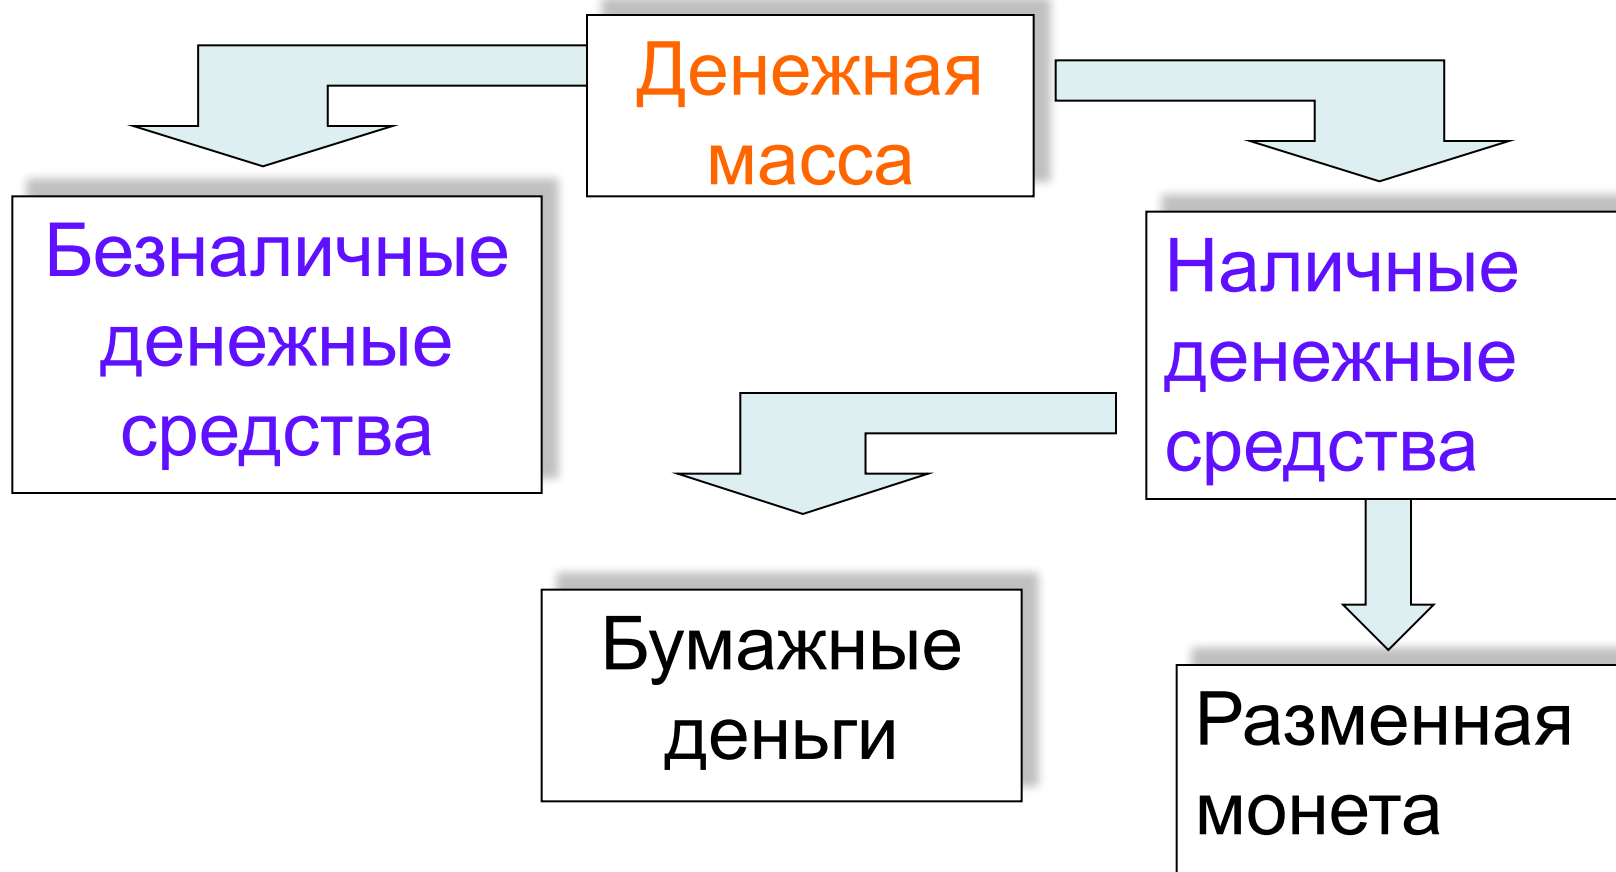 Денежная
масса
Безналичные
денежные
средства
Наличные
денежные
средства
Бумажные
деньги
Разменная
монета